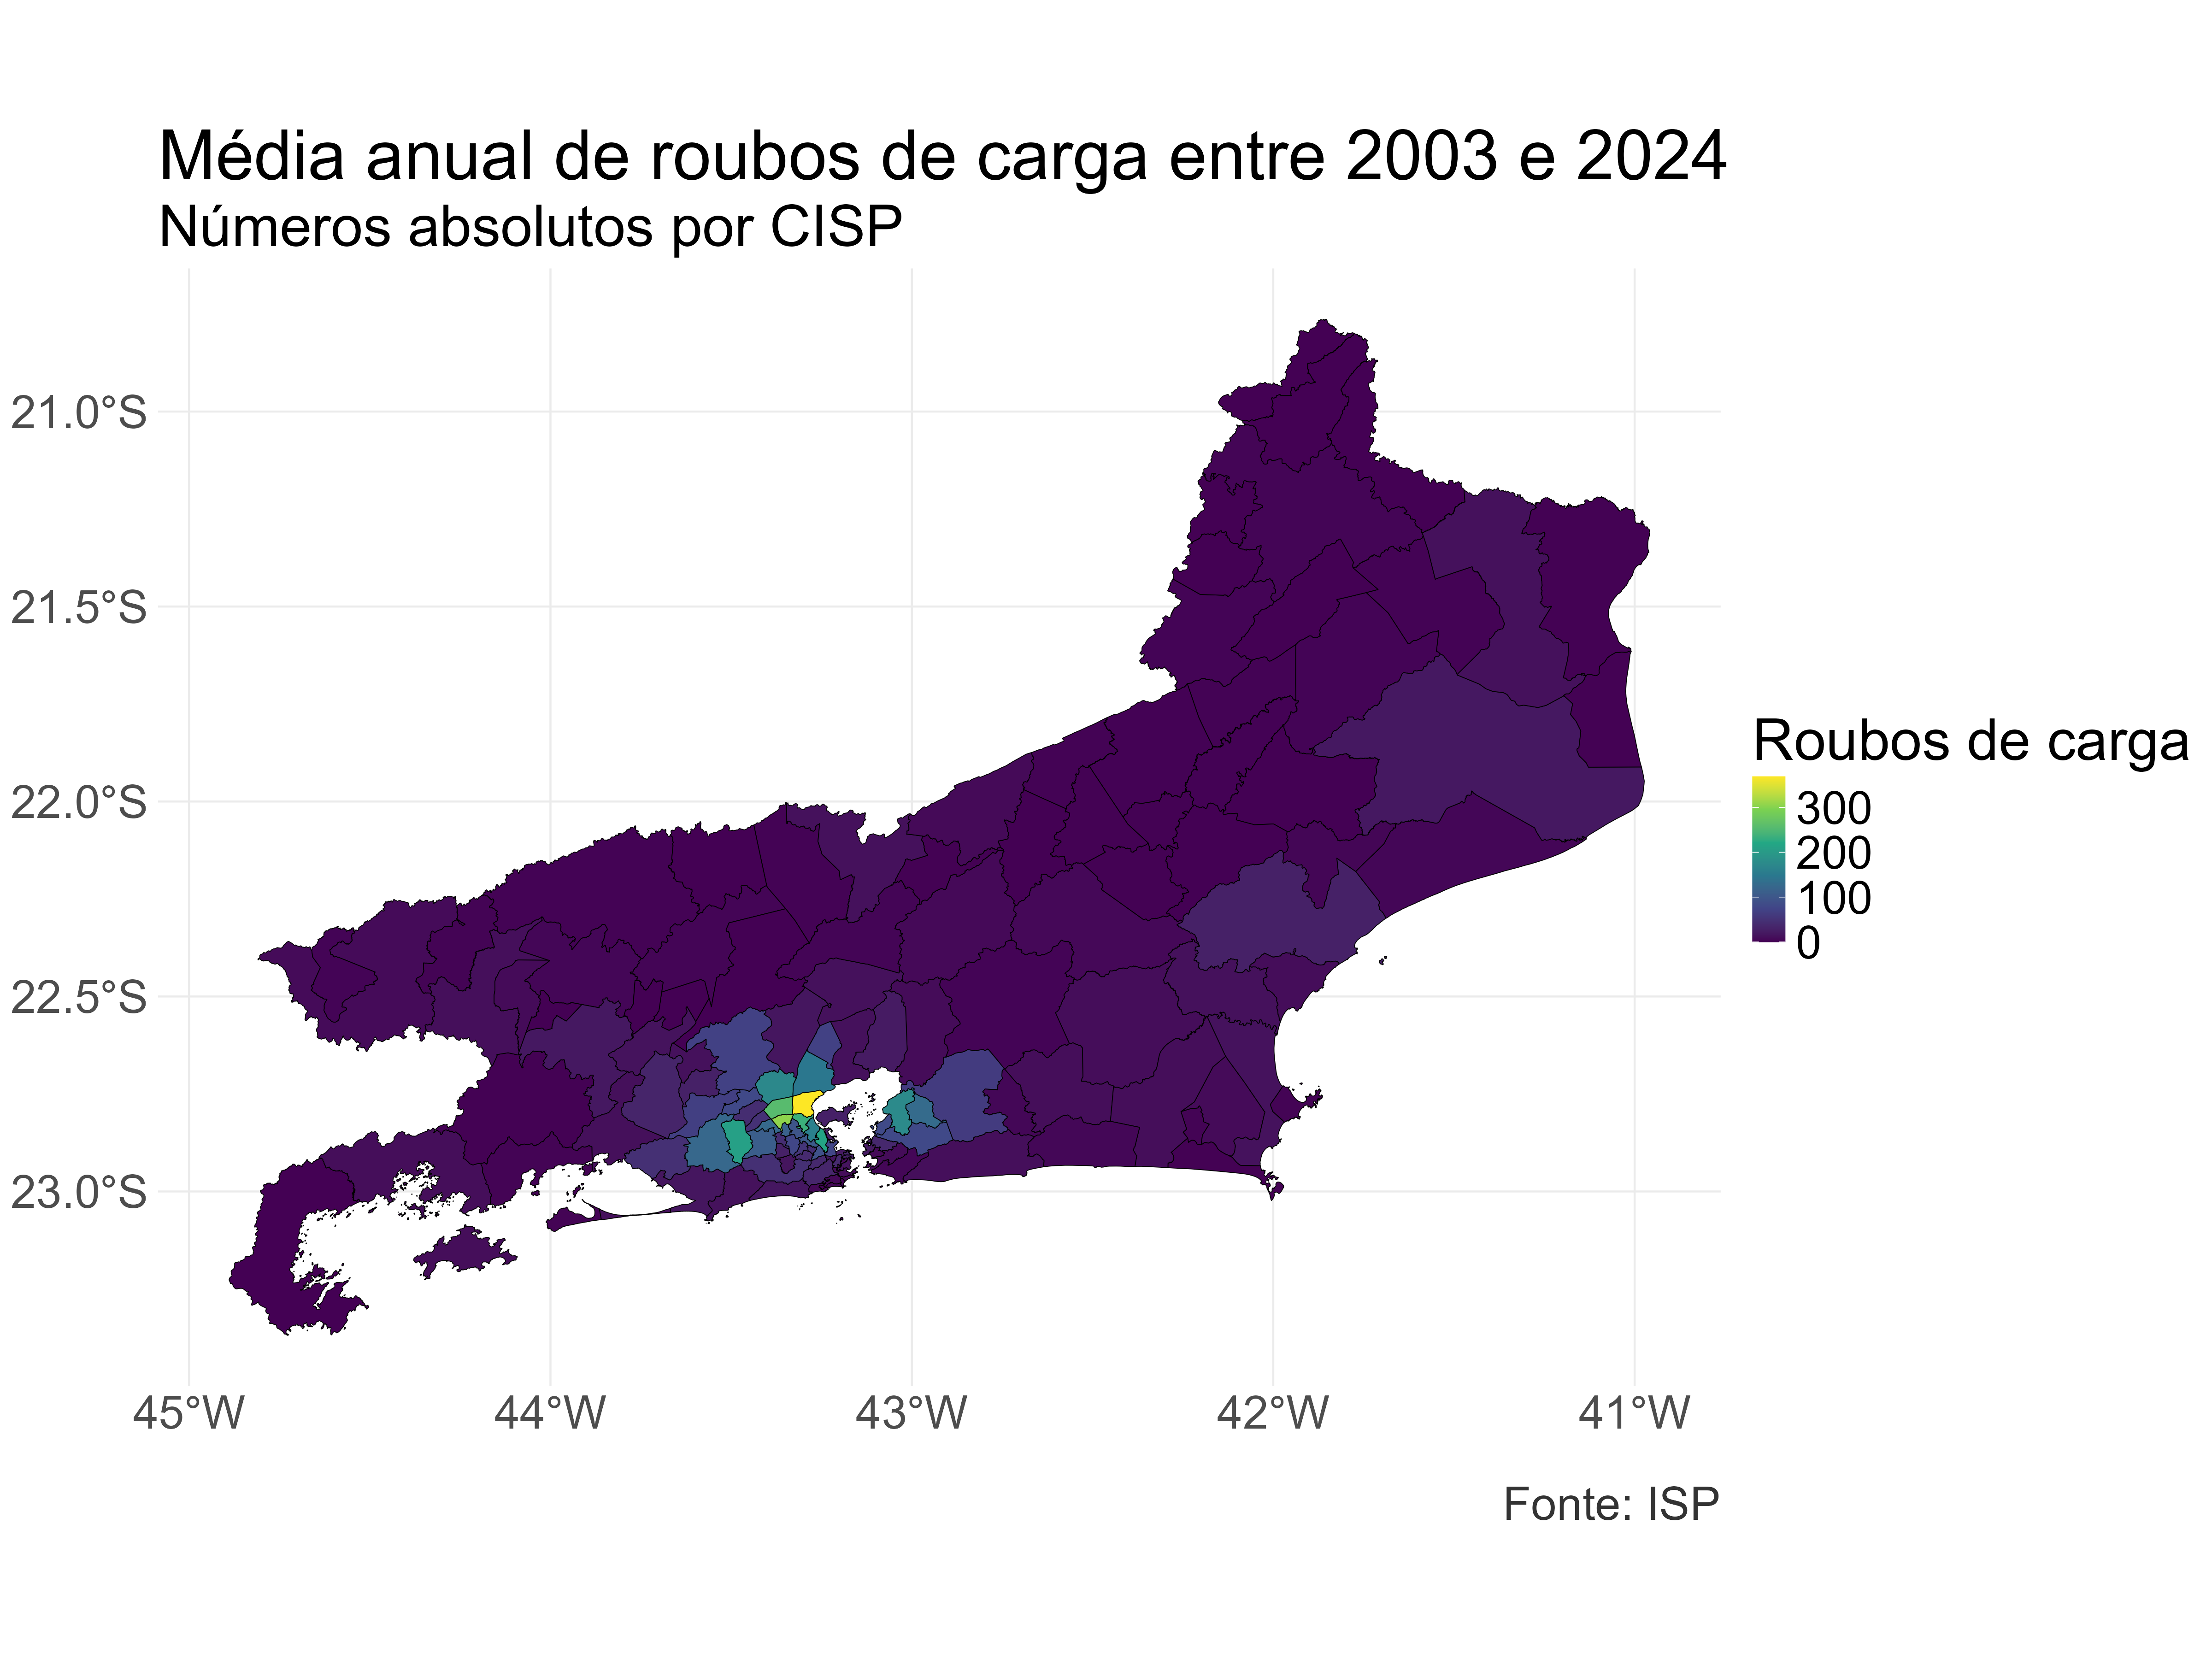 Média anual de roubos de carga entre 2003 e 2024
Números absolutos por CISP
21.0°S
21.5°S
22.0°S
22.5°S
23.0°S
45°W
44°W
43°W
42°W
41°W
Roubos de carga
300
200
100
0
Fonte: ISP